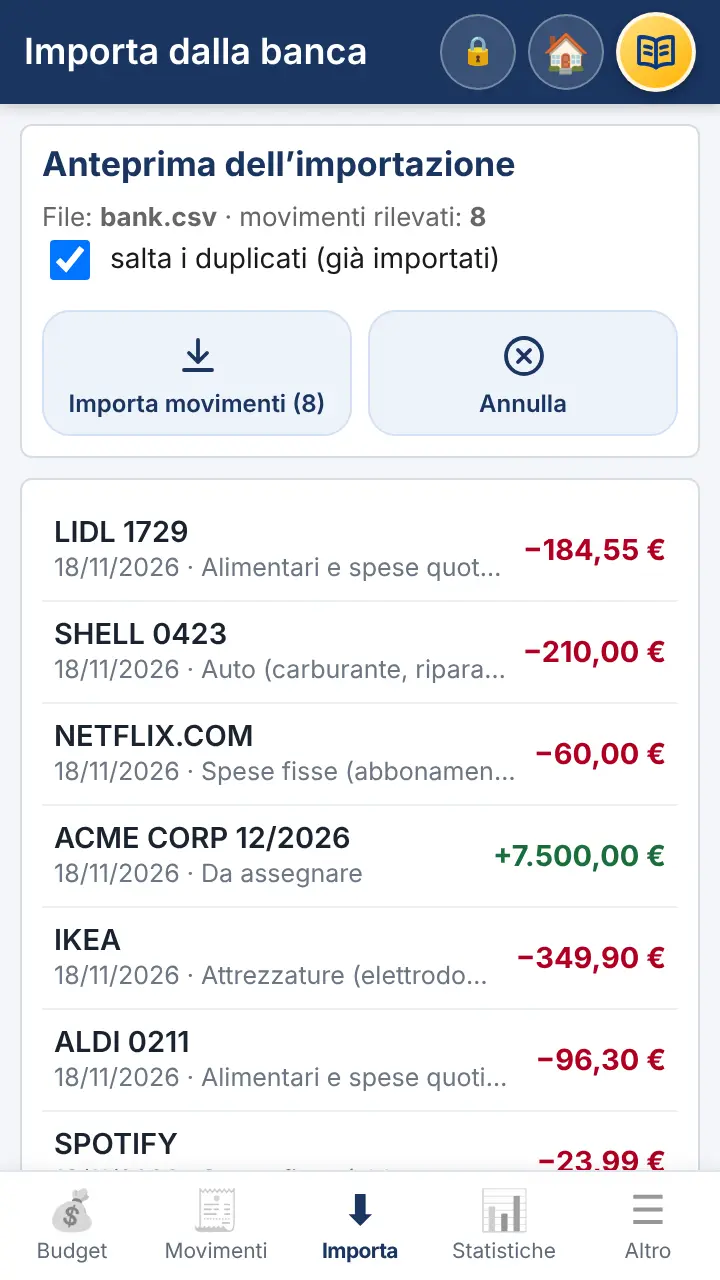 Importa dalla banca
Anteprima dell’importazione
File: bank.csv · movimenti rilevati: 8
salta i duplicati (già importati)
Importa movimenti (8)
Annulla
LIDL 1729
18/11/2026 · Alimentari e spese quot...
−184,55 €
SHELL 0423
18/11/2026 · Auto (carburante, ripara...
−210,00 €
NETFLIX.COM
18/11/2026 · Spese fisse (abbonamen...
−60,00 €
ACME CORP 12/2026
18/11/2026 · Da assegnare
+7.500,00 €
IKEA
18/11/2026 · Attrezzature (elettrodo...
−349,90 €
ALDI 0211
18/11/2026 · Alimentari e spese quoti...
−96,30 €
SPOTIFY
−23,99 €
Budget
Movimenti
Importa
Statistiche
Altro